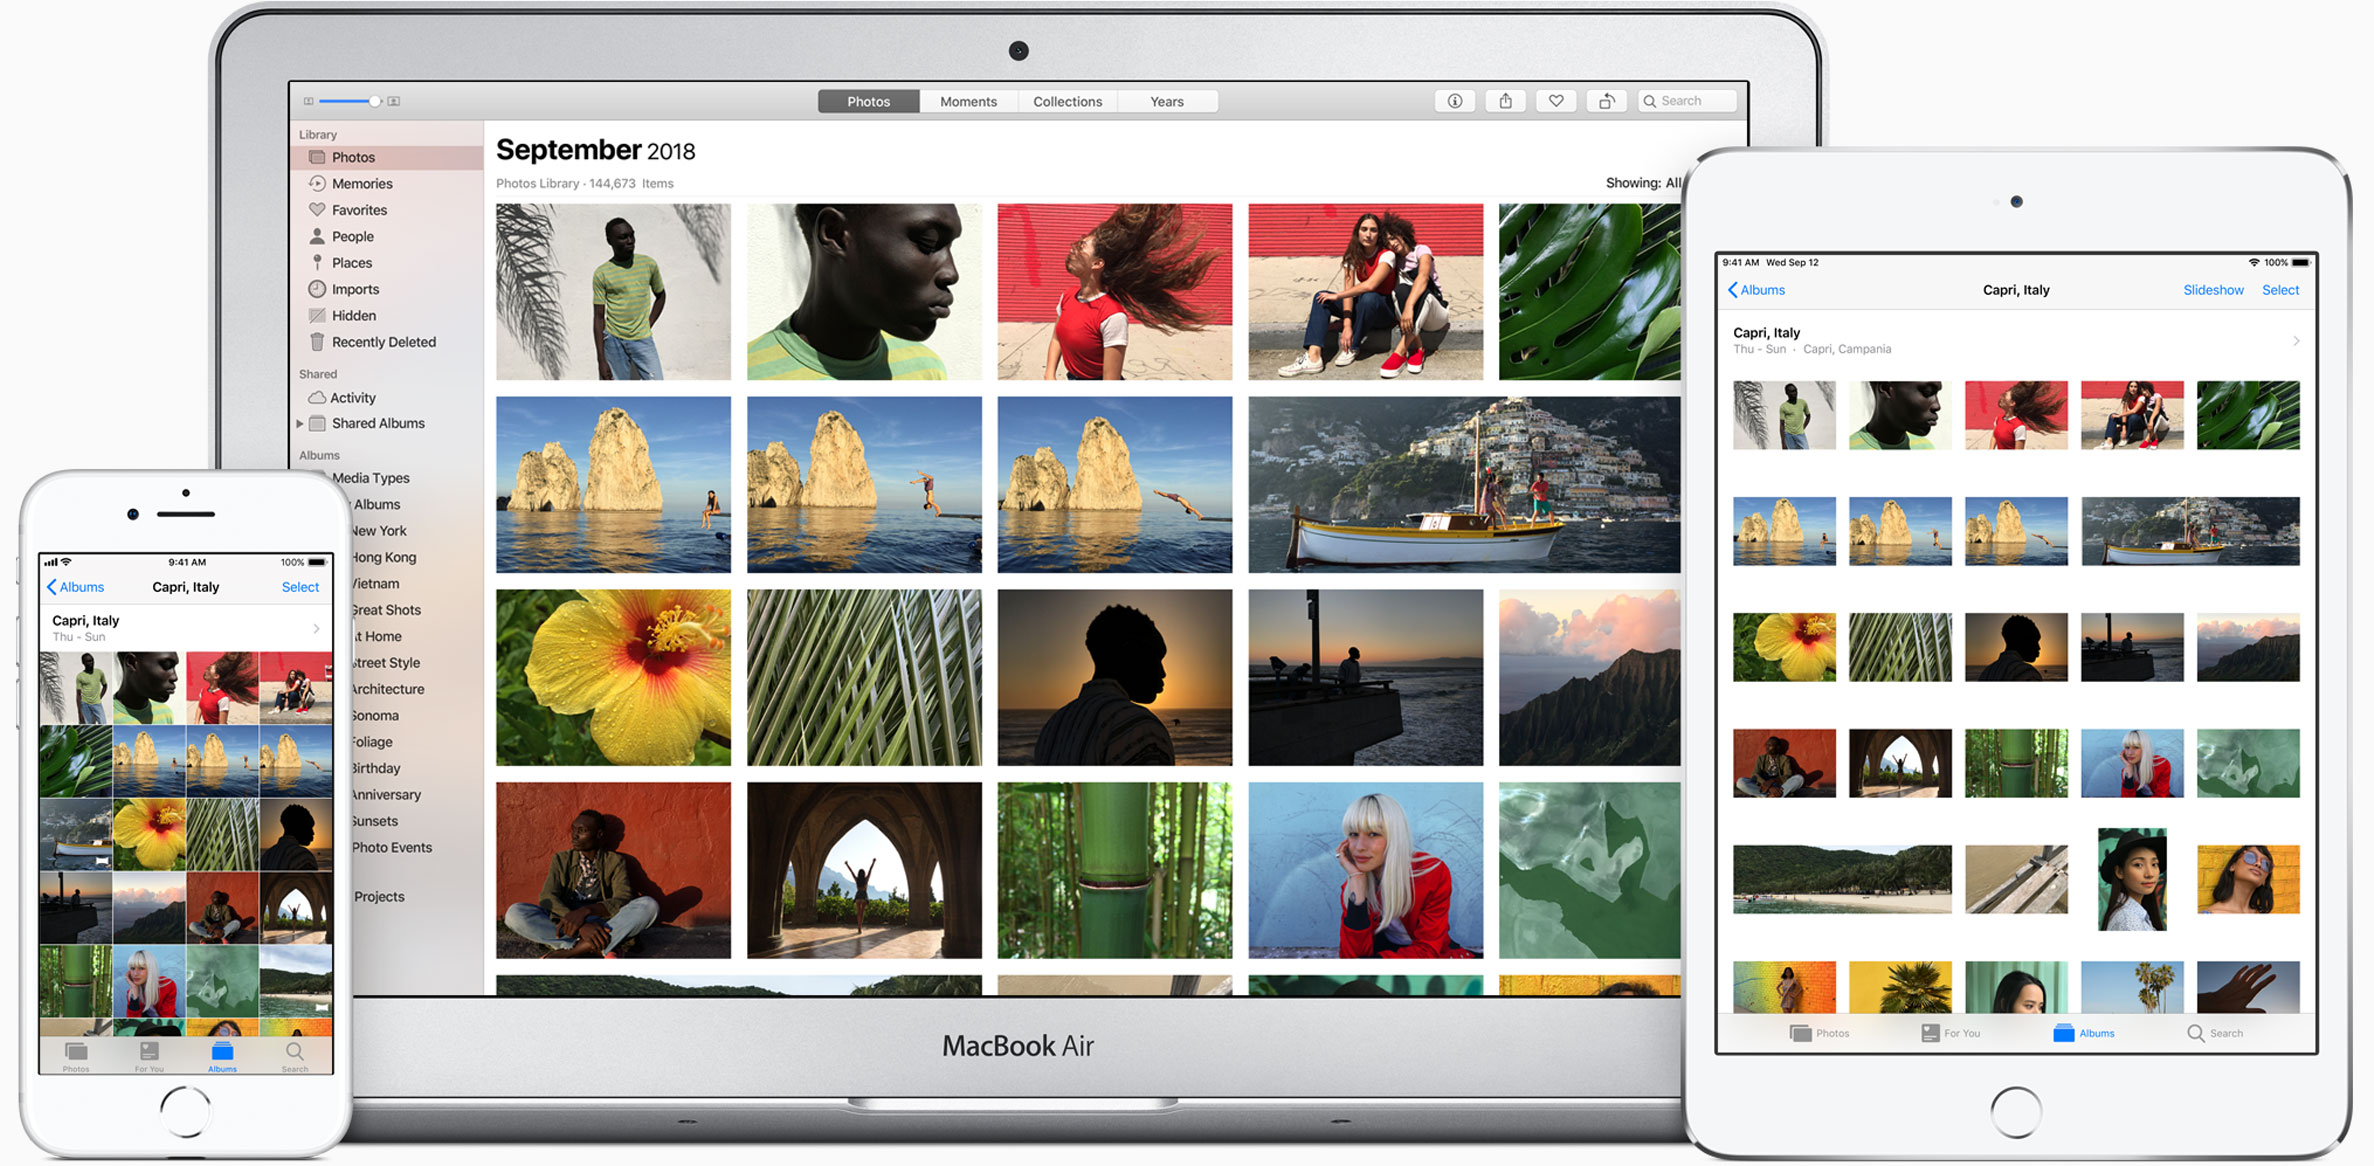 Photos Moments Collections Years Search
Library
Photos
Memories
Favorites
People
Places
Imports
Hidden
Recently Deleted
Shared
Activity
Shared Albums
Albums
Media Types
Albums
New York
Hong Kong
Vietnam
Great Shots
At Home
Street Style
Architecture
Sonoma
Foliage
Birthday
Anniversary
Sunsets
Photo Events
Projects
September 2018
Photos Library · 144,673 Items
Showing: All
MacBook Air
9:41 AM 100%
Albums Capri, Italy Select
Capri, Italy
Thu - Sun
Photos For You Albums Search
9:41 AM Wed Sep 12 100%
Albums Capri, Italy Slideshow Select
Capri, Italy
Thu - Sun · Capri, Campania
Photos For You Albums Search